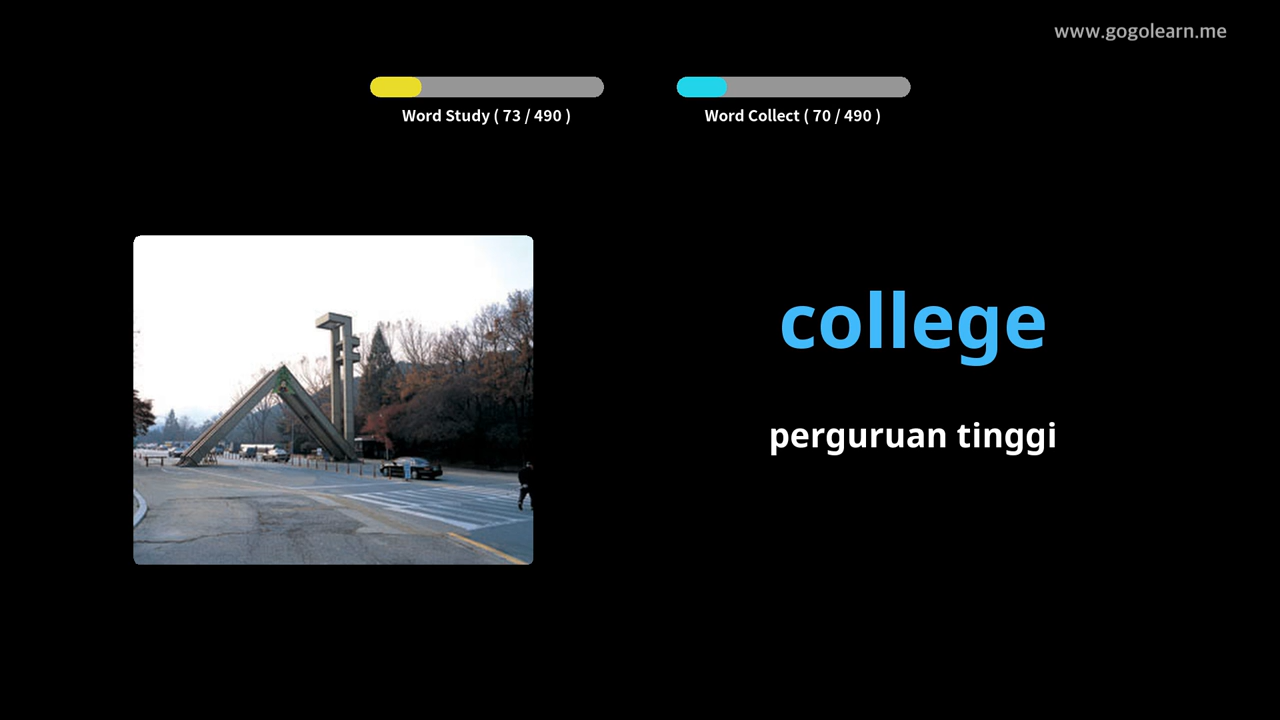 www.gogolearn.me
Word Study ( 73 / 490 )
Word Collect ( 70 / 490 )
college
perguruan tinggi